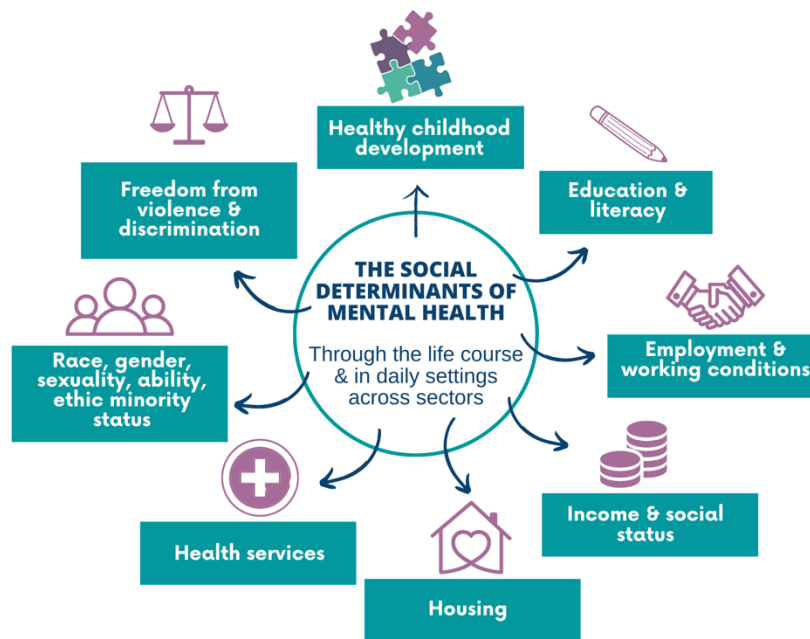 Healthy childhood
development
Education &
literacy
Employment &
working conditions
Income & social
status
Housing
Health services
Race, gender,
sexuality, ability,
ethic minority
status
Freedom from
violence &
discrimination
THE SOCIAL
DETERMINANTS OF
MENTAL HEALTH
Through the life course
& in daily settings
across sectors